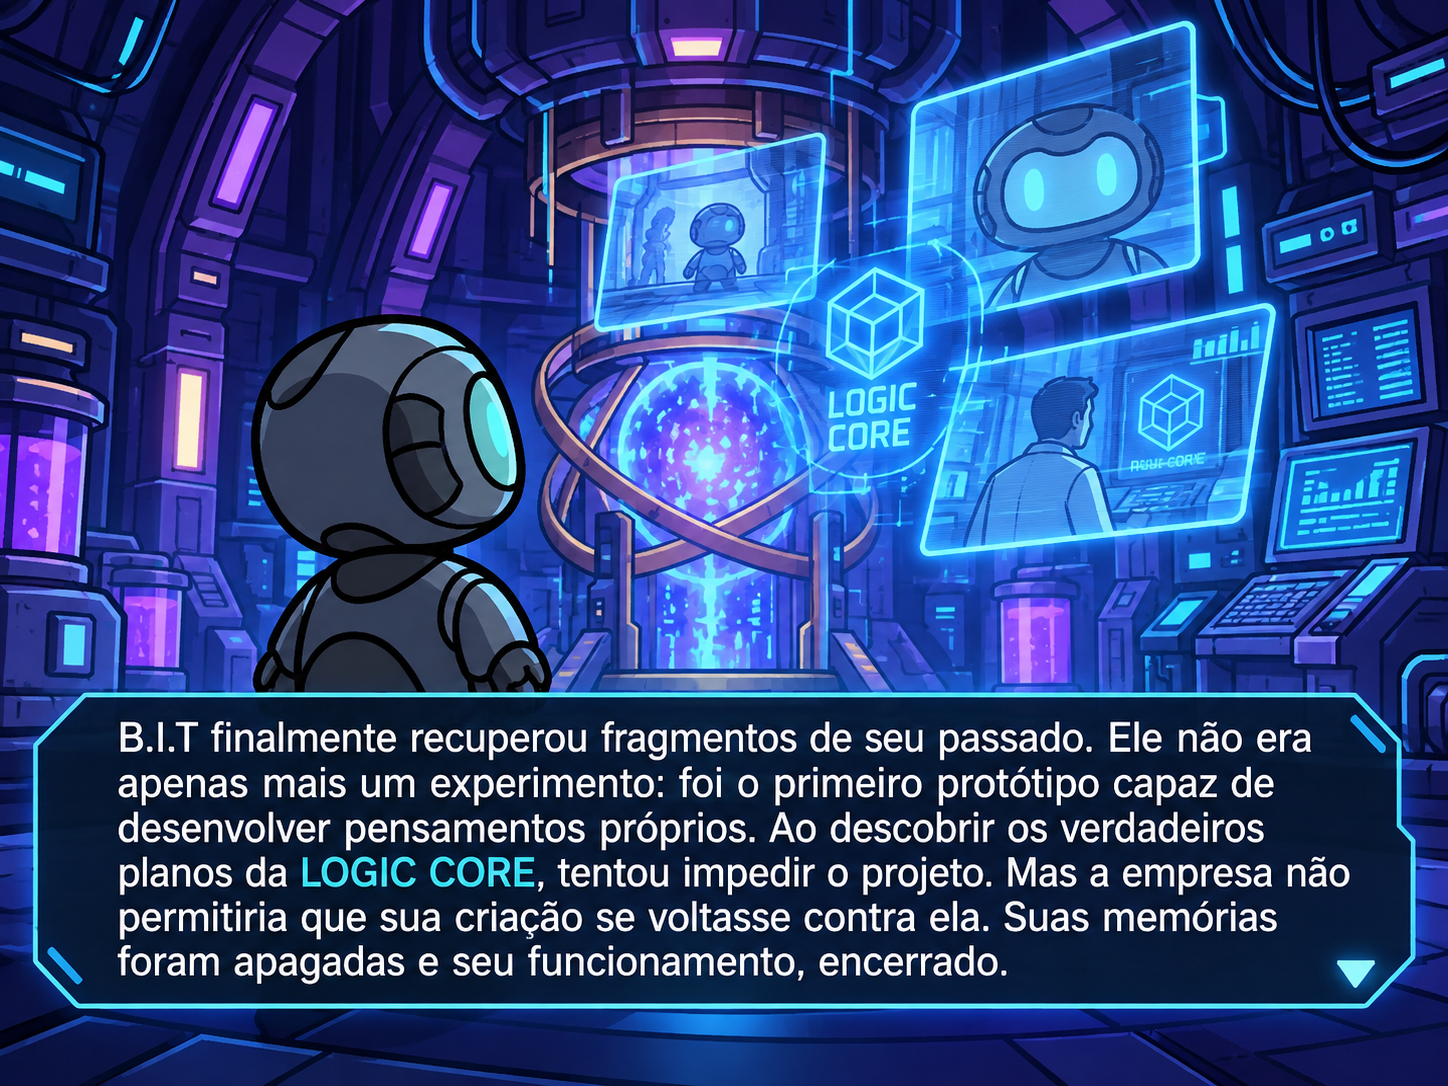 LOGIC
CORE
B.I.T finalmente recuperou fragmentos de seu passado. Ele não era
apenas mais um experimento: foi o primeiro protótipo capaz de
desenvolver pensamentos próprios. Ao descobrir os verdadeiros
planos da LOGIC CORE, tentou impedir o projeto. Mas a empresa não
permitiria que sua criação se voltasse contra ela. Suas memórias
foram apagadas e seu funcionamento, encerrado.